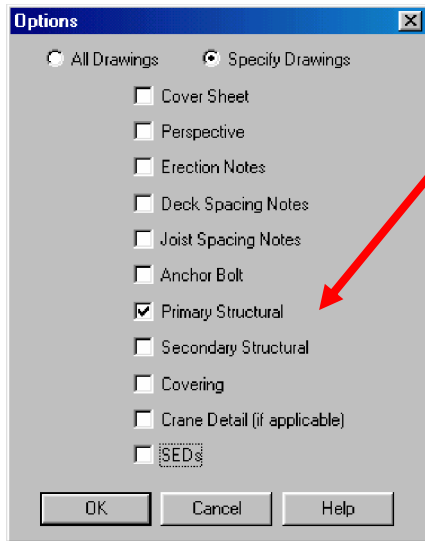 Options
All Drawings Specify Drawings
Cover Sheet
Perspective
Erection Notes
Deck Spacing Notes
Joist Spacing Notes
Anchor Bolt
Primary Structural
Secondary Structural
Covering
Crane Detail (if applicable)
SEDs
OK Cancel Help